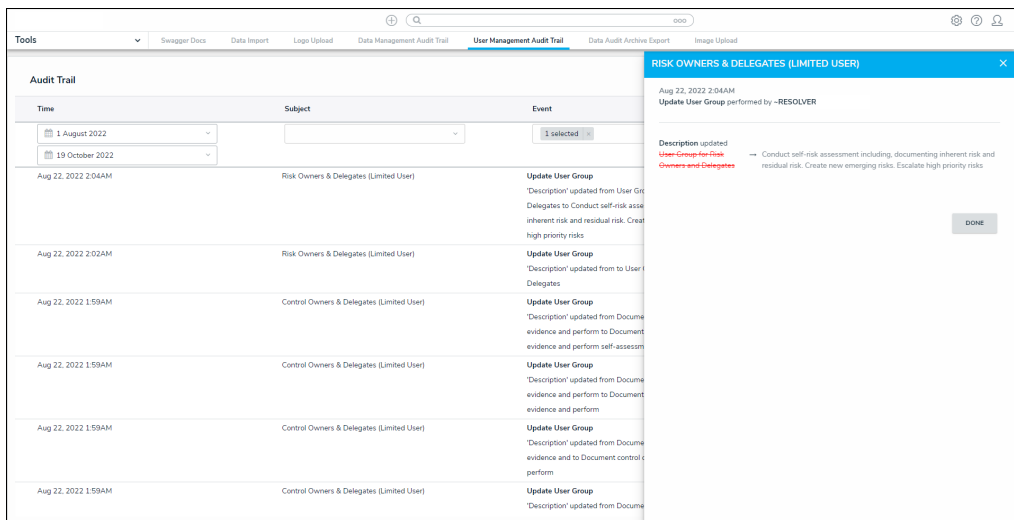 Tools
Swagger Docs
Data Import
Logo Upload
Data Management Audit Trail
User Management Audit Trail
Data Audit Archive Export
Image Upload
Audit Trail
Time
Subject
Event
1 August 2022
19 October 2022
1 selected ×
Aug 22, 2022 2:04AM
Risk Owners & Delegates (Limited User)
Update User Group
'Description' updated from User Gro
Delegates to Conduct self-risk asse
inherent risk and residual risk. Creat
high priority risks
Aug 22, 2022 2:02AM
Risk Owners & Delegates (Limited User)
Update User Group
'Description' updated from to User
Delegates
Aug 22, 2022 1:59AM
Control Owners & Delegates (Limited User)
Update User Group
'Description' updated from Docume
evidence and perform to Document
evidence and perform self-assessm
Aug 22, 2022 1:59AM
Control Owners & Delegates (Limited User)
Update User Group
'Description' updated from Docume
evidence and perform to Document
evidence and perform
Aug 22, 2022 1:59AM
Control Owners & Delegates (Limited User)
Update User Group
'Description' updated from Docume
evidence and to Document control
perform
Aug 22, 2022 1:59AM
Control Owners & Delegates (Limited User)
Update User Group
'Description' updated from Docume
RISK OWNERS & DELEGATES (LIMITED USER)
Aug 22, 2022 2:04AM
Update User Group performed by ~RESOLVER
Description updated
User Group for Risk
Owners and Delegates
→ Conduct self-risk assessment including, documenting inherent risk and
residual risk. Create new emerging risks. Escalate high priority risks
DONE